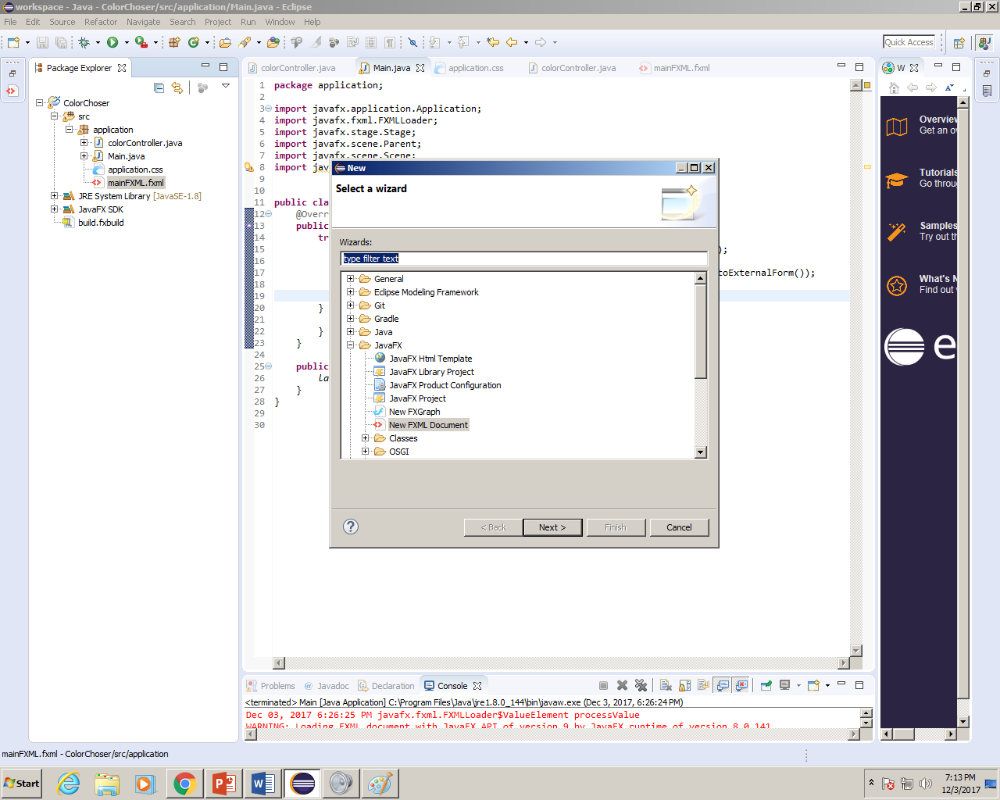 workspace - Java - ColorChoser/src/application/Main.java - Eclipse
File Edit Source Refactor Navigate Search Project Run Window Help
Quick Access
Package Explorer
ColorChoser
src
application
colorController.java
Main.java
application.css
mainFXML.fxml
JRE System Library [JavaSE-1.8]
JavaFX SDK
build.fxbuild
colorController.java Main.java application.css colorController.java mainFXML.fxml
1 package application;
2
3 import javafx.application.Application;
4 import javafx.fxml.FXMLLoader;
5 import javafx.stage.Stage;
6 import javafx.scene.Parent;
7 import javafx.scene.Scene;
8 import jav
9
10
11 public cla
12 @Overr
13 public
14 tr
15 );
16
17 toExternalForm());
18
19
20 }
21
22 }
23 }
24
25 public
26 la
27 }
28 }
29
30
New
Select a wizard
Wizards:
type filter text
General
Eclipse Modeling Framework
Git
Gradle
Java
JavaFX
JavaFX Html Template
JavaFX Library Project
JavaFX Product Configuration
JavaFX Project
New FXGraph
New FXML Document
Classes
OSGI
? < Back Next > Finish Cancel
W
Overview
Get an ov
Tutorials
Go throug
Samples
Try out th
What's N
Find out
e
Problems @ Javadoc Declaration Console
<terminated> Main [Java Application] C:\Program Files\Java\jre1.8.0_144\bin\javaw.exe (Dec 3, 2017, 6:26:24 PM)
Dec 03, 2017 6:26:25 PM javafx.fxml.FXMLLoader$ValueElement processValue
WARNING: Loading FXML document with JavaFX API of version 9 by JavaFX runtime of version 8.0.141
mainFXML.fxml - ColorChoser/src/application
Start
7:13 PM
12/3/2017